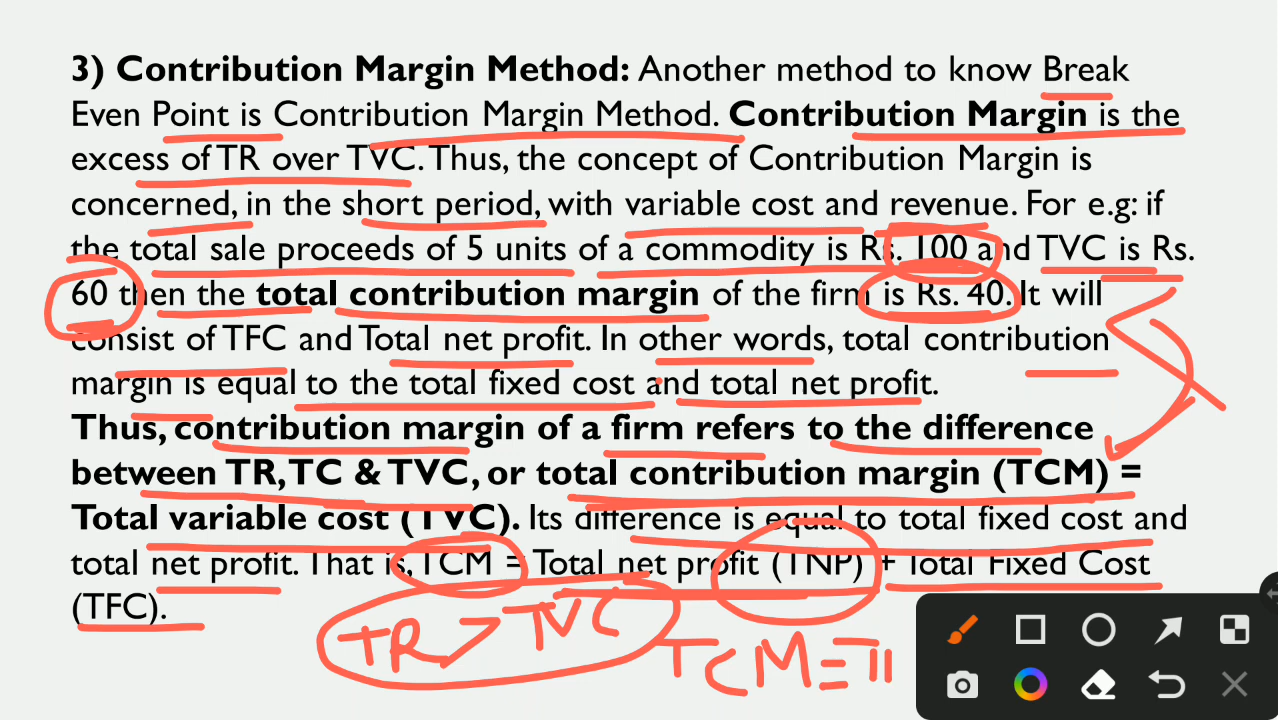 3) Contribution Margin Method: Another method to know Break
Even Point is Contribution Margin Method. Contribution Margin is the
excess of TR over TVC. Thus, the concept of Contribution Margin is
concerned, in the short period, with variable cost and revenue. For e.g: if
the total sale proceeds of 5 units of a commodity is Rs. 100 and TVC is Rs.
60 then the total contribution margin of the firm is Rs. 40. It will
consist of TFC and Total net profit. In other words, total contribution
margin is equal to the total fixed cost and total net profit.
Thus, contribution margin of a firm refers to the difference
between TR, TC & TVC, or total contribution margin (TCM) =
Total variable cost (TVC). Its difference is equal to total fixed cost and
total net profit. That is, TCM = Total net profit (TNP) + Total Fixed Cost
(TFC).
TR > TVC
TCM = π